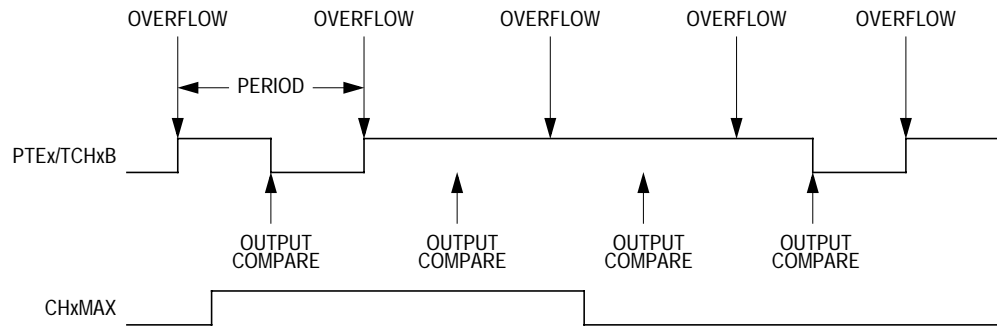 OVERFLOW OVERFLOW OVERFLOW OVERFLOW OVERFLOW
PERIOD
PTEx/TCHxB
OUTPUT
COMPARE
OUTPUT
COMPARE
OUTPUT
COMPARE
OUTPUT
COMPARE
CHxMAX